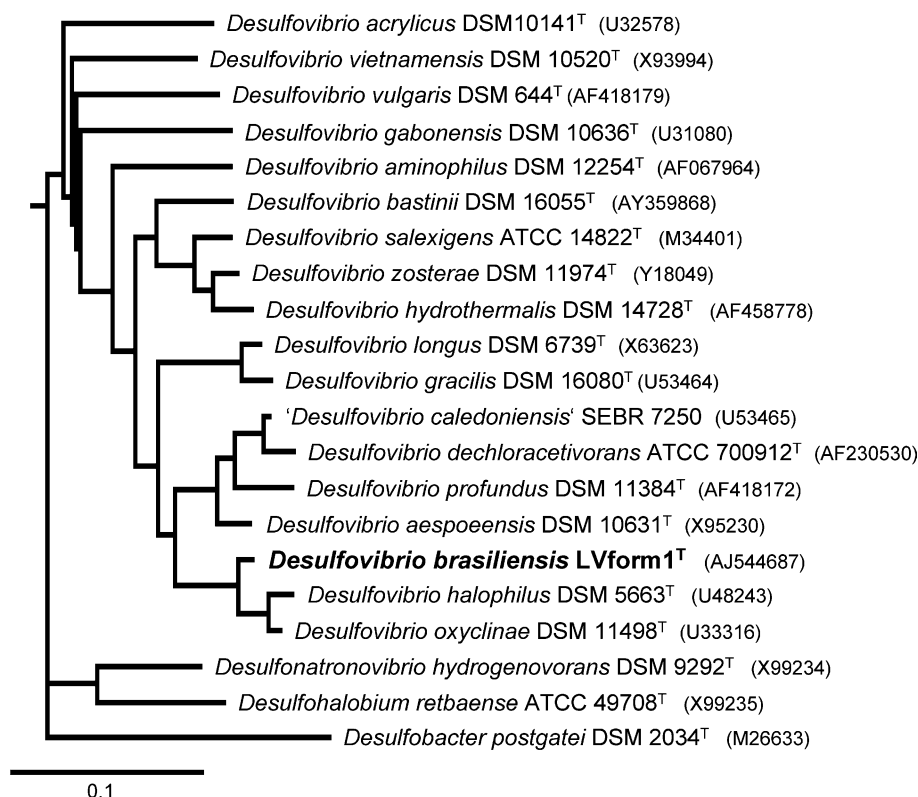 Desulfovibrio acrylicus DSM10141ᵀ (U32578)
Desulfovibrio vietnamensis DSM 10520ᵀ (X93994)
Desulfovibrio vulgaris DSM 644ᵀ (AF418179)
Desulfovibrio gabonensis DSM 10636ᵀ (U31080)
Desulfovibrio aminophilus DSM 12254ᵀ (AF067964)
Desulfovibrio bastinii DSM 16055ᵀ (AY359868)
Desulfovibrio salexigens ATCC 14822ᵀ (M34401)
Desulfovibrio zosterae DSM 11974ᵀ (Y18049)
Desulfovibrio hydrothermalis DSM 14728ᵀ (AF458778)
Desulfovibrio longus DSM 6739ᵀ (X63623)
Desulfovibrio gracilis DSM 16080ᵀ (U53464)
‘Desulfovibrio caledoniensis‘ SEBR 7250 (U53465)
Desulfovibrio dechloracetivorans ATCC 700912ᵀ (AF230530)
Desulfovibrio profundus DSM 11384ᵀ (AF418172)
Desulfovibrio aespoeensis DSM 10631ᵀ (X95230)
Desulfovibrio brasiliensis LVform1ᵀ (AJ544687)
Desulfovibrio halophilus DSM 5663ᵀ (U48243)
Desulfovibrio oxyclinae DSM 11498ᵀ (U33316)
Desulfonatronovibrio hydrogenovorans DSM 9292ᵀ (X99234)
Desulfohalobium retbaense ATCC 49708ᵀ (X99235)
Desulfobacter postgatei DSM 2034ᵀ (M26633)
0.1